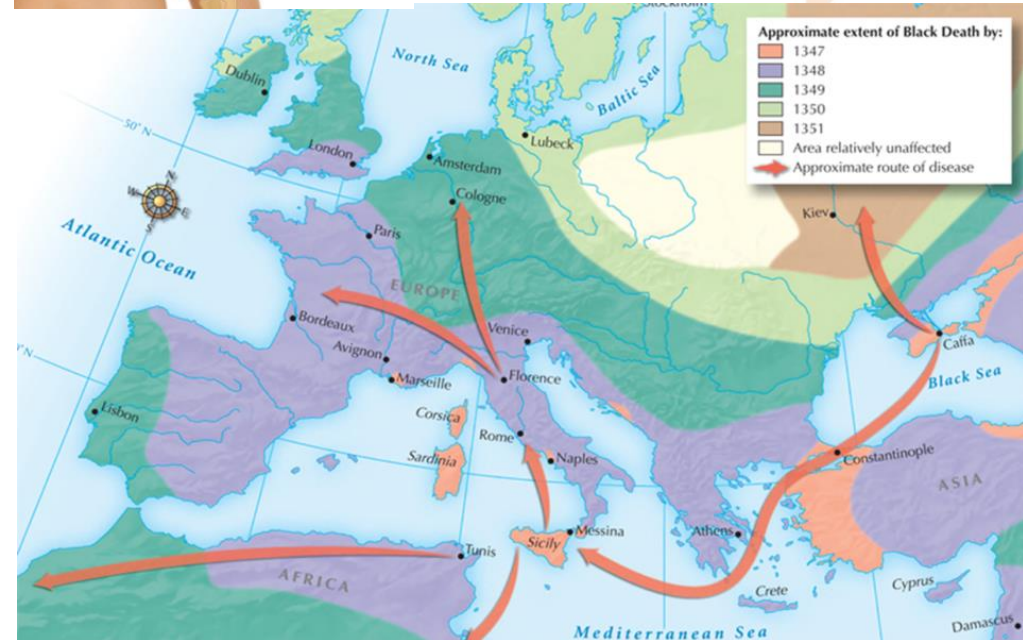 Stockholm
Approximate extent of Black Death by:
1347
1348
1349
1350
1351
Area relatively unaffected
Approximate route of disease
North Sea
Baltic Sea
Dublin
50° N
London
Lubeck
Amsterdam
Cologne
N
W
E
S
Kiev
Atlantic Ocean
Paris
EUROPE
Bordeaux
Venice
Caffa
Avignon
Marseille
Florence
Black Sea
°N
Lisbon
Corsica
Rome
Constantinople
Sardinia
Naples
ASIA
Messina
Athens
Sicily
Tunis
AFRICA
Crete
Cyprus
Damascus
Mediterranean Sea